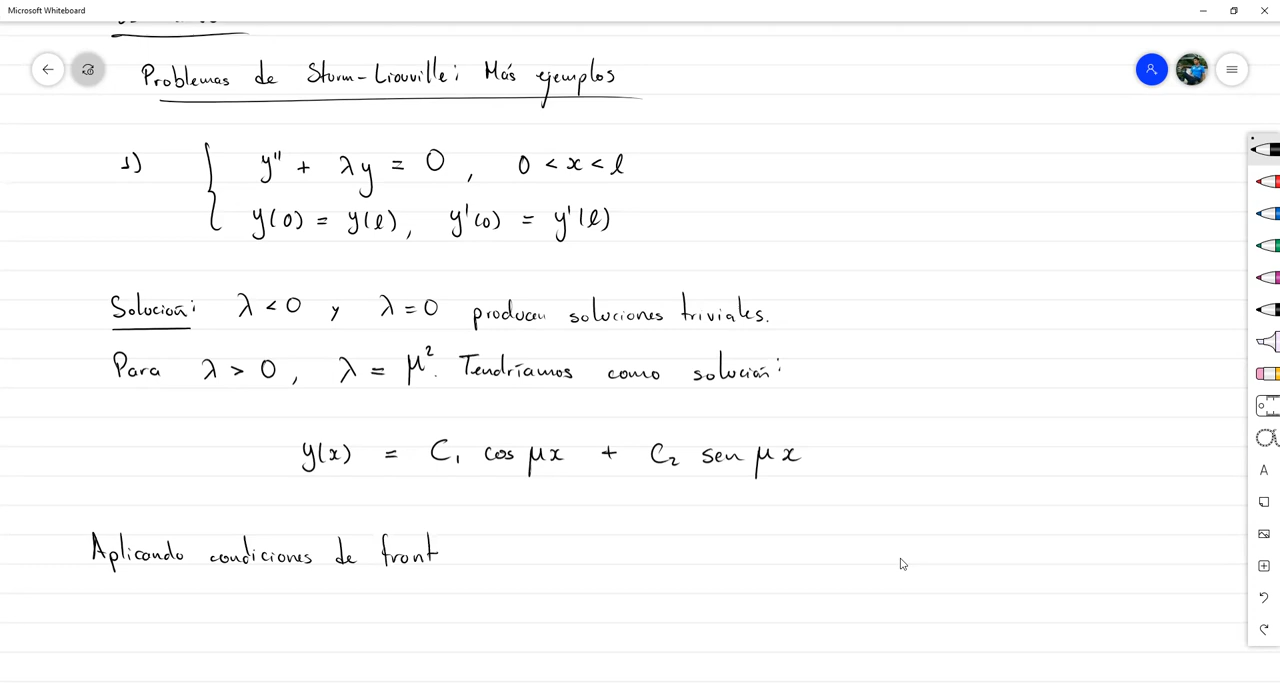 Microsoft Whiteboard
Problemas de Sturm-Liouville: Más ejemplos
1) y'' + λy = 0, 0 < x < l
y(0) = y(l), y'(0) = y'(l)
Solución: λ < 0 y λ = 0 producen soluciones triviales.
Para λ > 0, λ = μ². Tendríamos como solución:
y(x) = C₁ cos μx + C₂ sen μx
Aplicando condiciones de front
A